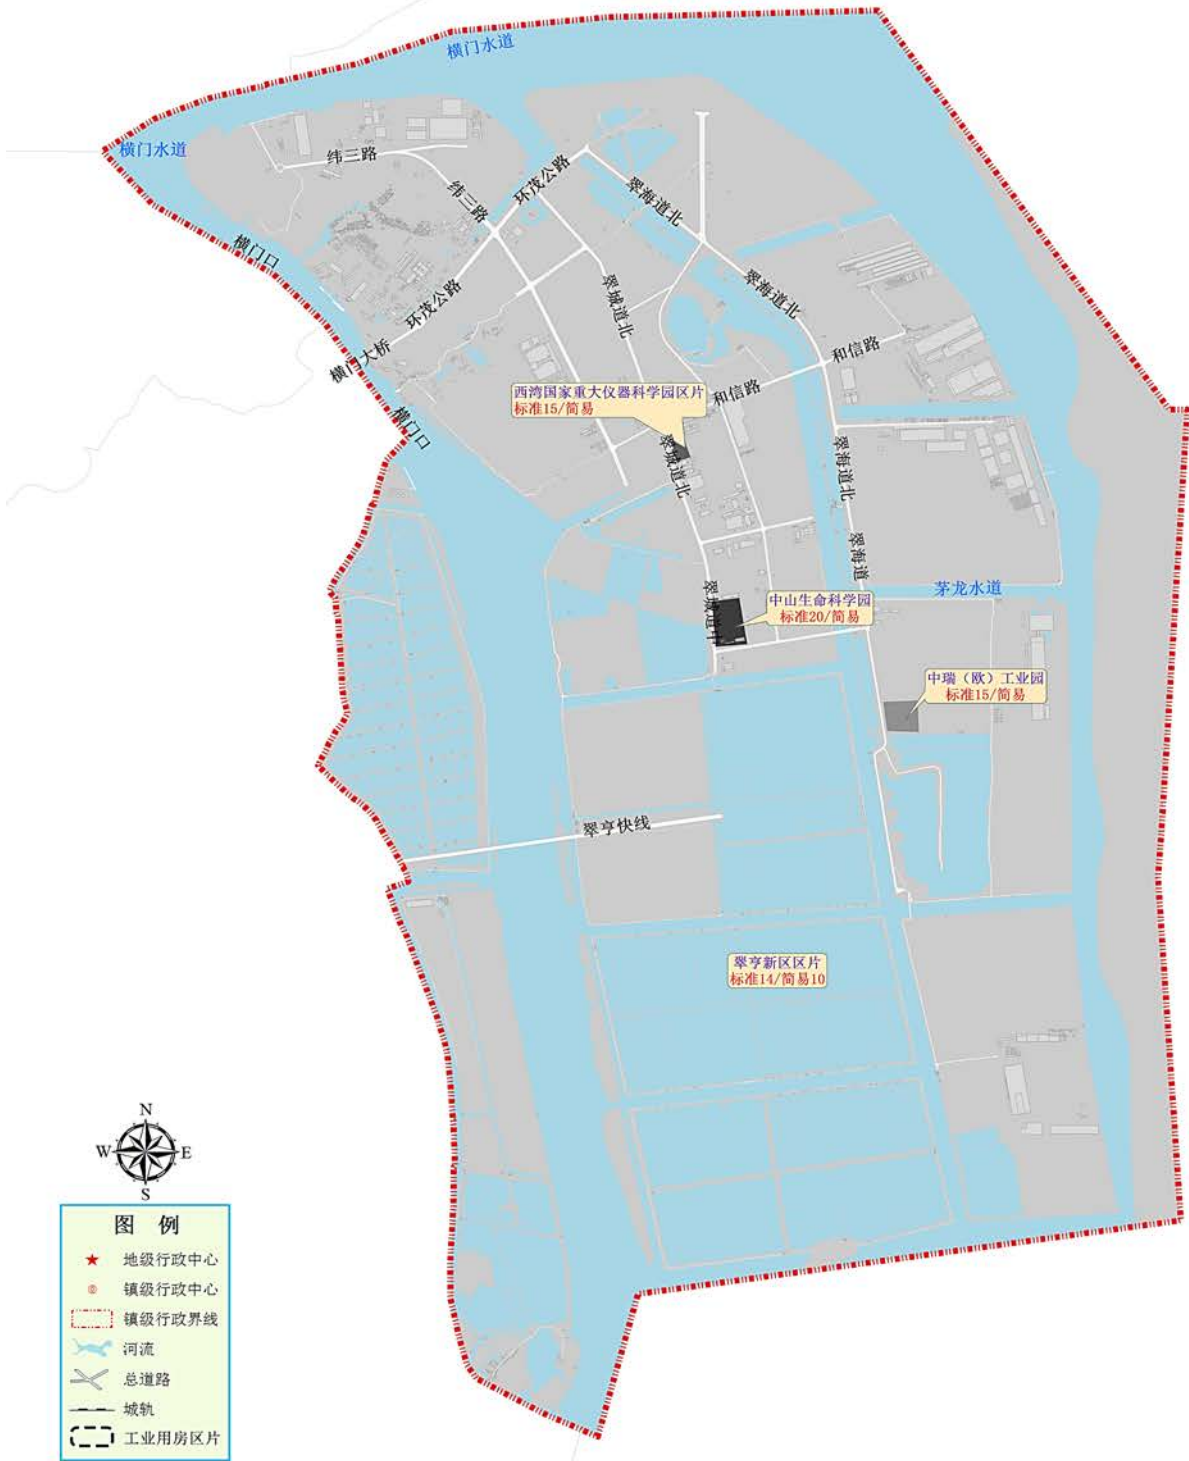 横门水道
横门水道
纬三路
纬三路
环茂公路
翠海道北
横门口
环茂公路
翠城道北
翠海道北
横门大桥
和信路
和信路
西湾国家重大仪器科学园区片
标准15/简易
横门口
翠城道北
翠海道北
翠海道
茅龙水道
翠城道中
中山生命科学园
标准20/简易
中瑞（欧）工业园
标准15/简易
翠亨快线
翠亨新区区片
标准14/简易10
N
W E
S
图 例
地级行政中心
镇级行政中心
镇级行政界线
河流
总道路
城轨
工业用房区片